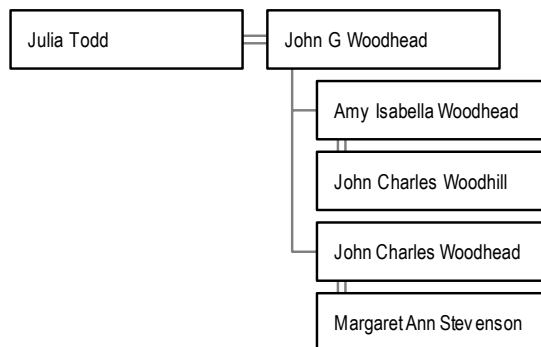 Julia Todd
John G Woodhead
Amy Isabella Woodhead
John Charles Woodhill
John Charles Woodhead
Margaret Ann Stevenson